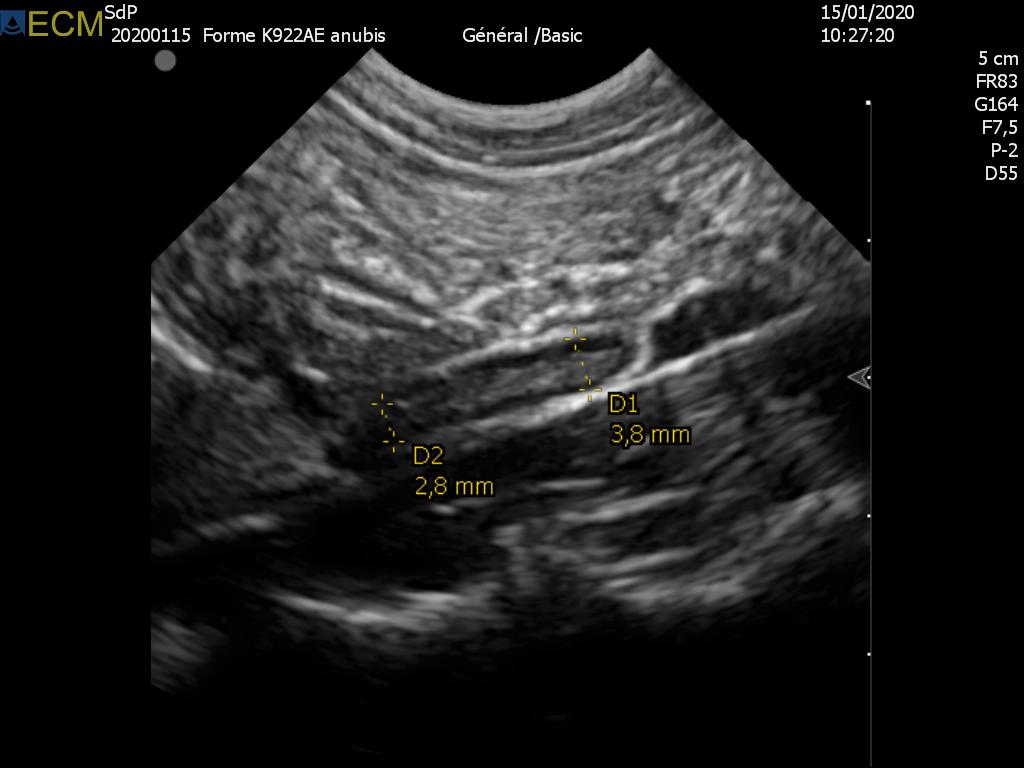 ECM
SdP
20200115 Forme K922AE anubis
Général /Basic
15/01/2020
10:27:20
5 cm
FR83
G164
F7,5
P-2
D55
D1
3,8 mm
D2
2,8 mm